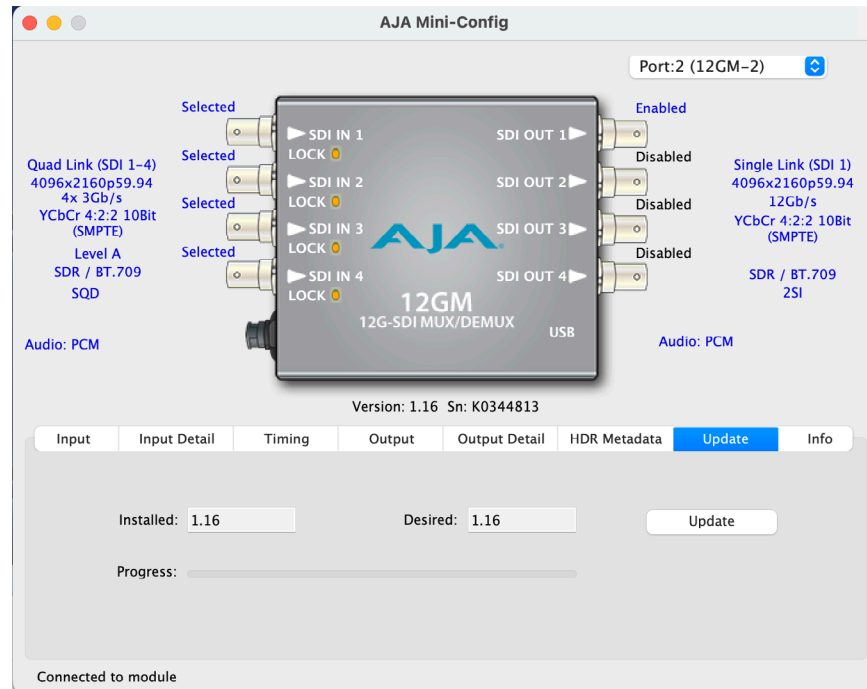 AJA Mini-Config
Port:2 (12GM-2)
Selected
SDI IN 1
LOCK
Selected
SDI IN 2
LOCK
Selected
SDI IN 3
LOCK
Selected
SDI IN 4
LOCK
Quad Link (SDI 1-4)
4096x2160p59.94
4x 3Gb/s
YCbCr 4:2:2 10Bit
(SMPTE)
Level A
SDR / BT.709
SQD
Audio: PCM
AJA
12GM
12G-SDI MUX/DEMUX
USB
SDI OUT 1
Enabled
SDI OUT 2
Disabled
SDI OUT 3
Disabled
SDI OUT 4
Disabled
Single Link (SDI 1)
4096x2160p59.94
12Gb/s
YCbCr 4:2:2 10Bit
(SMPTE)
SDR / BT.709
2SI
Audio: PCM
Version: 1.16 Sn: K0344813
Input Input Detail Timing Output Output Detail HDR Metadata Update Info
Installed: 1.16 Desired: 1.16 Update
Progress:
Connected to module